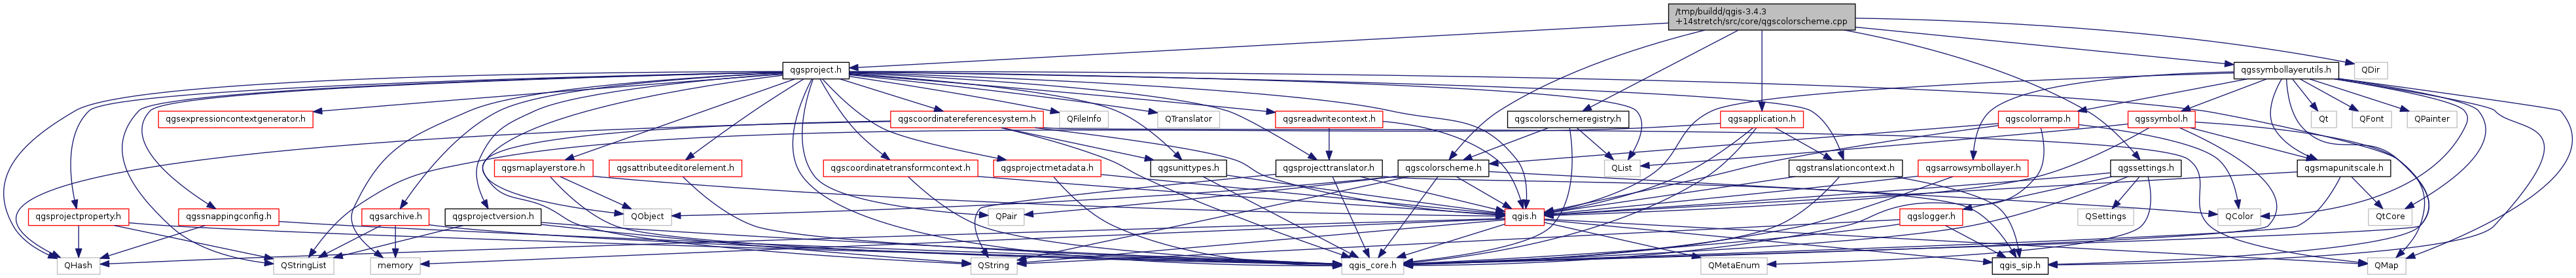 /tmp/buildd/qgis-3.4.3
+14stretch/src/core/qgscolorscheme.cpp
qgsproject.h
qgssymbollayerutils.h
QDir
qgsexpressioncontextgenerator.h
qgscoordinatereferencesystem.h
QFileInfo
QTranslator
qgsreadwritecontext.h
qgscolorschemeregistry.h
qgsapplication.h
qgscolorramp.h
qgssymbol.h
Qt
QFont
QPainter
qgsmaplayerstore.h
qgsattributeeditorelement.h
qgscoordinatetransformcontext.h
qgsprojectmetadata.h
qgsunittypes.h
qgsprojecttranslator.h
qgscolorscheme.h
QList
qgstranslationcontext.h
qgsarrowsymbollayer.h
qgssettings.h
qgsmapunitscale.h
qgsprojectproperty.h
qgssnappingconfig.h
qgsarchive.h
qgsprojectversion.h
QObject
QPair
qgis.h
qgslogger.h
QSettings
QColor
QtCore
QHash
QStringList
memory
QString
qgis_core.h
QMetaEnum
qgis_sip.h
QMap